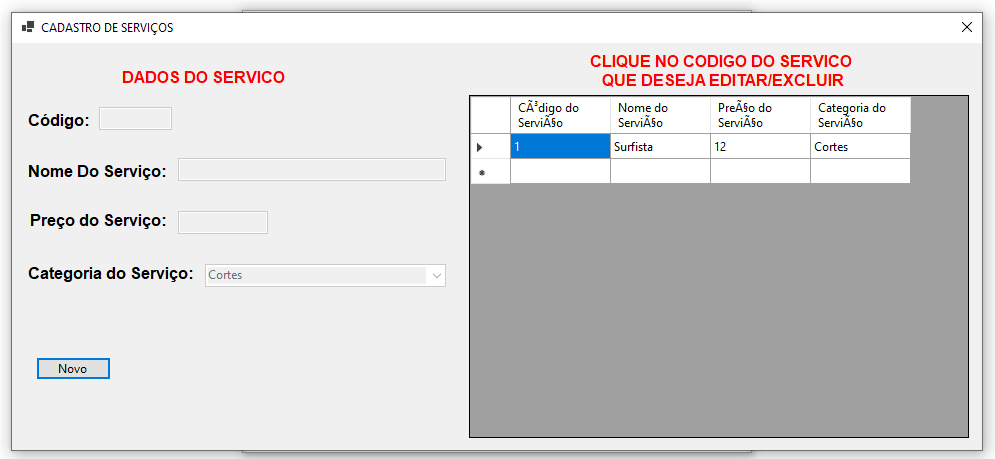 CADASTRO DE SERVIÇOS
DADOS DO SERVICO
Código:
Nome Do Serviço:
Preço do Serviço:
Categoria do Serviço:
Cortes
Novo
CLIQUE NO CODIGO DO SERVICO
QUE DESEJA EDITAR/EXCLUIR
CÃ³digo do ServiÃ§o Nome do ServiÃ§o PreÃ§o do ServiÃ§o Categoria do ServiÃ§o
1 Surfista 12 Cortes